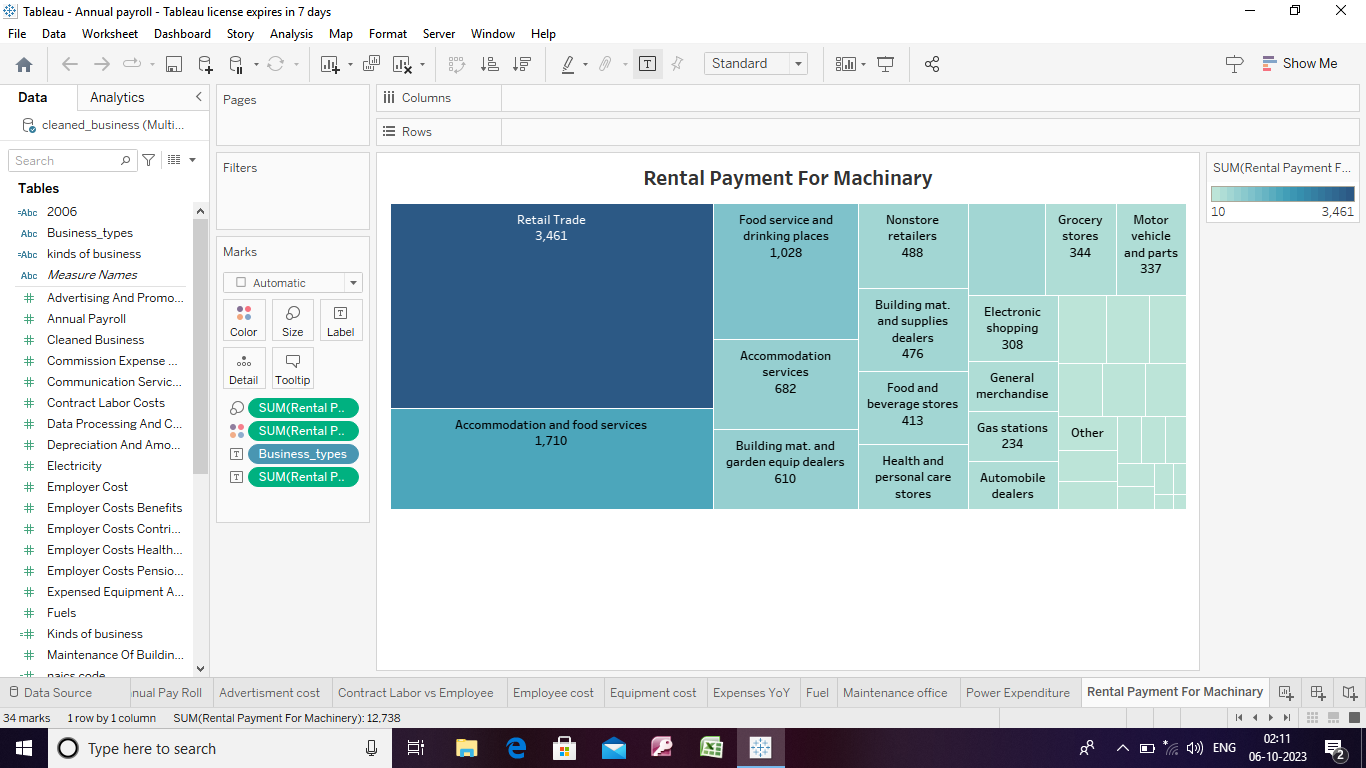 Tableau - Annual payroll - Tableau license expires in 7 days
File Data Worksheet Dashboard Story Analysis Map Format Server Window Help
Standard
Show Me
Data Analytics
cleaned_business (Multi...
Search
Tables
=Abc 2006
Abc Business_types
=Abc kinds of business
Abc Measure Names
# Advertising And Promo...
# Annual Payroll
# Cleaned Business
# Commission Expense ...
# Communication Servic...
# Contract Labor Costs
# Data Processing And C...
# Depreciation And Amo...
# Electricity
# Employer Cost
# Employer Costs Benefits
# Employer Costs Contri...
# Employer Costs Health...
# Employer Costs Pensio...
# Expensed Equipment A...
# Fuels
=# Kinds of business
# Maintenance Of Buildin...
=# naics code
Pages
Filters
Marks
Automatic
Color Size Label
Detail Tooltip
SUM(Rental P..
SUM(Rental P..
Business_types
SUM(Rental P..
Columns
Rows
Rental Payment For Machinary
Retail Trade
3,461
Accommodation and food services
1,710
Food service and
drinking places
1,028
Accommodation
services
682
Building mat. and
garden equip dealers
610
Nonstore
retailers
488
Building mat.
and supplies
dealers
476
Food and
beverage stores
413
Health and
personal care
stores
Grocery
stores
344
Motor
vehicle
and parts
337
Electronic
shopping
308
General
merchandise
Gas stations
234
Automobile
dealers
Other
SUM(Rental Payment F...
10 3,461
Data Source
nual Pay Roll
Advertisment cost
Contract Labor vs Employee
Employee cost
Equipment cost
Expenses YoY
Fuel
Maintenance office
Power Expenditure
Rental Payment For Machinary
34 marks 1 row by 1 column SUM(Rental Payment For Machinery): 12,738
Type here to search
ENG
02:11
06-10-2023
2